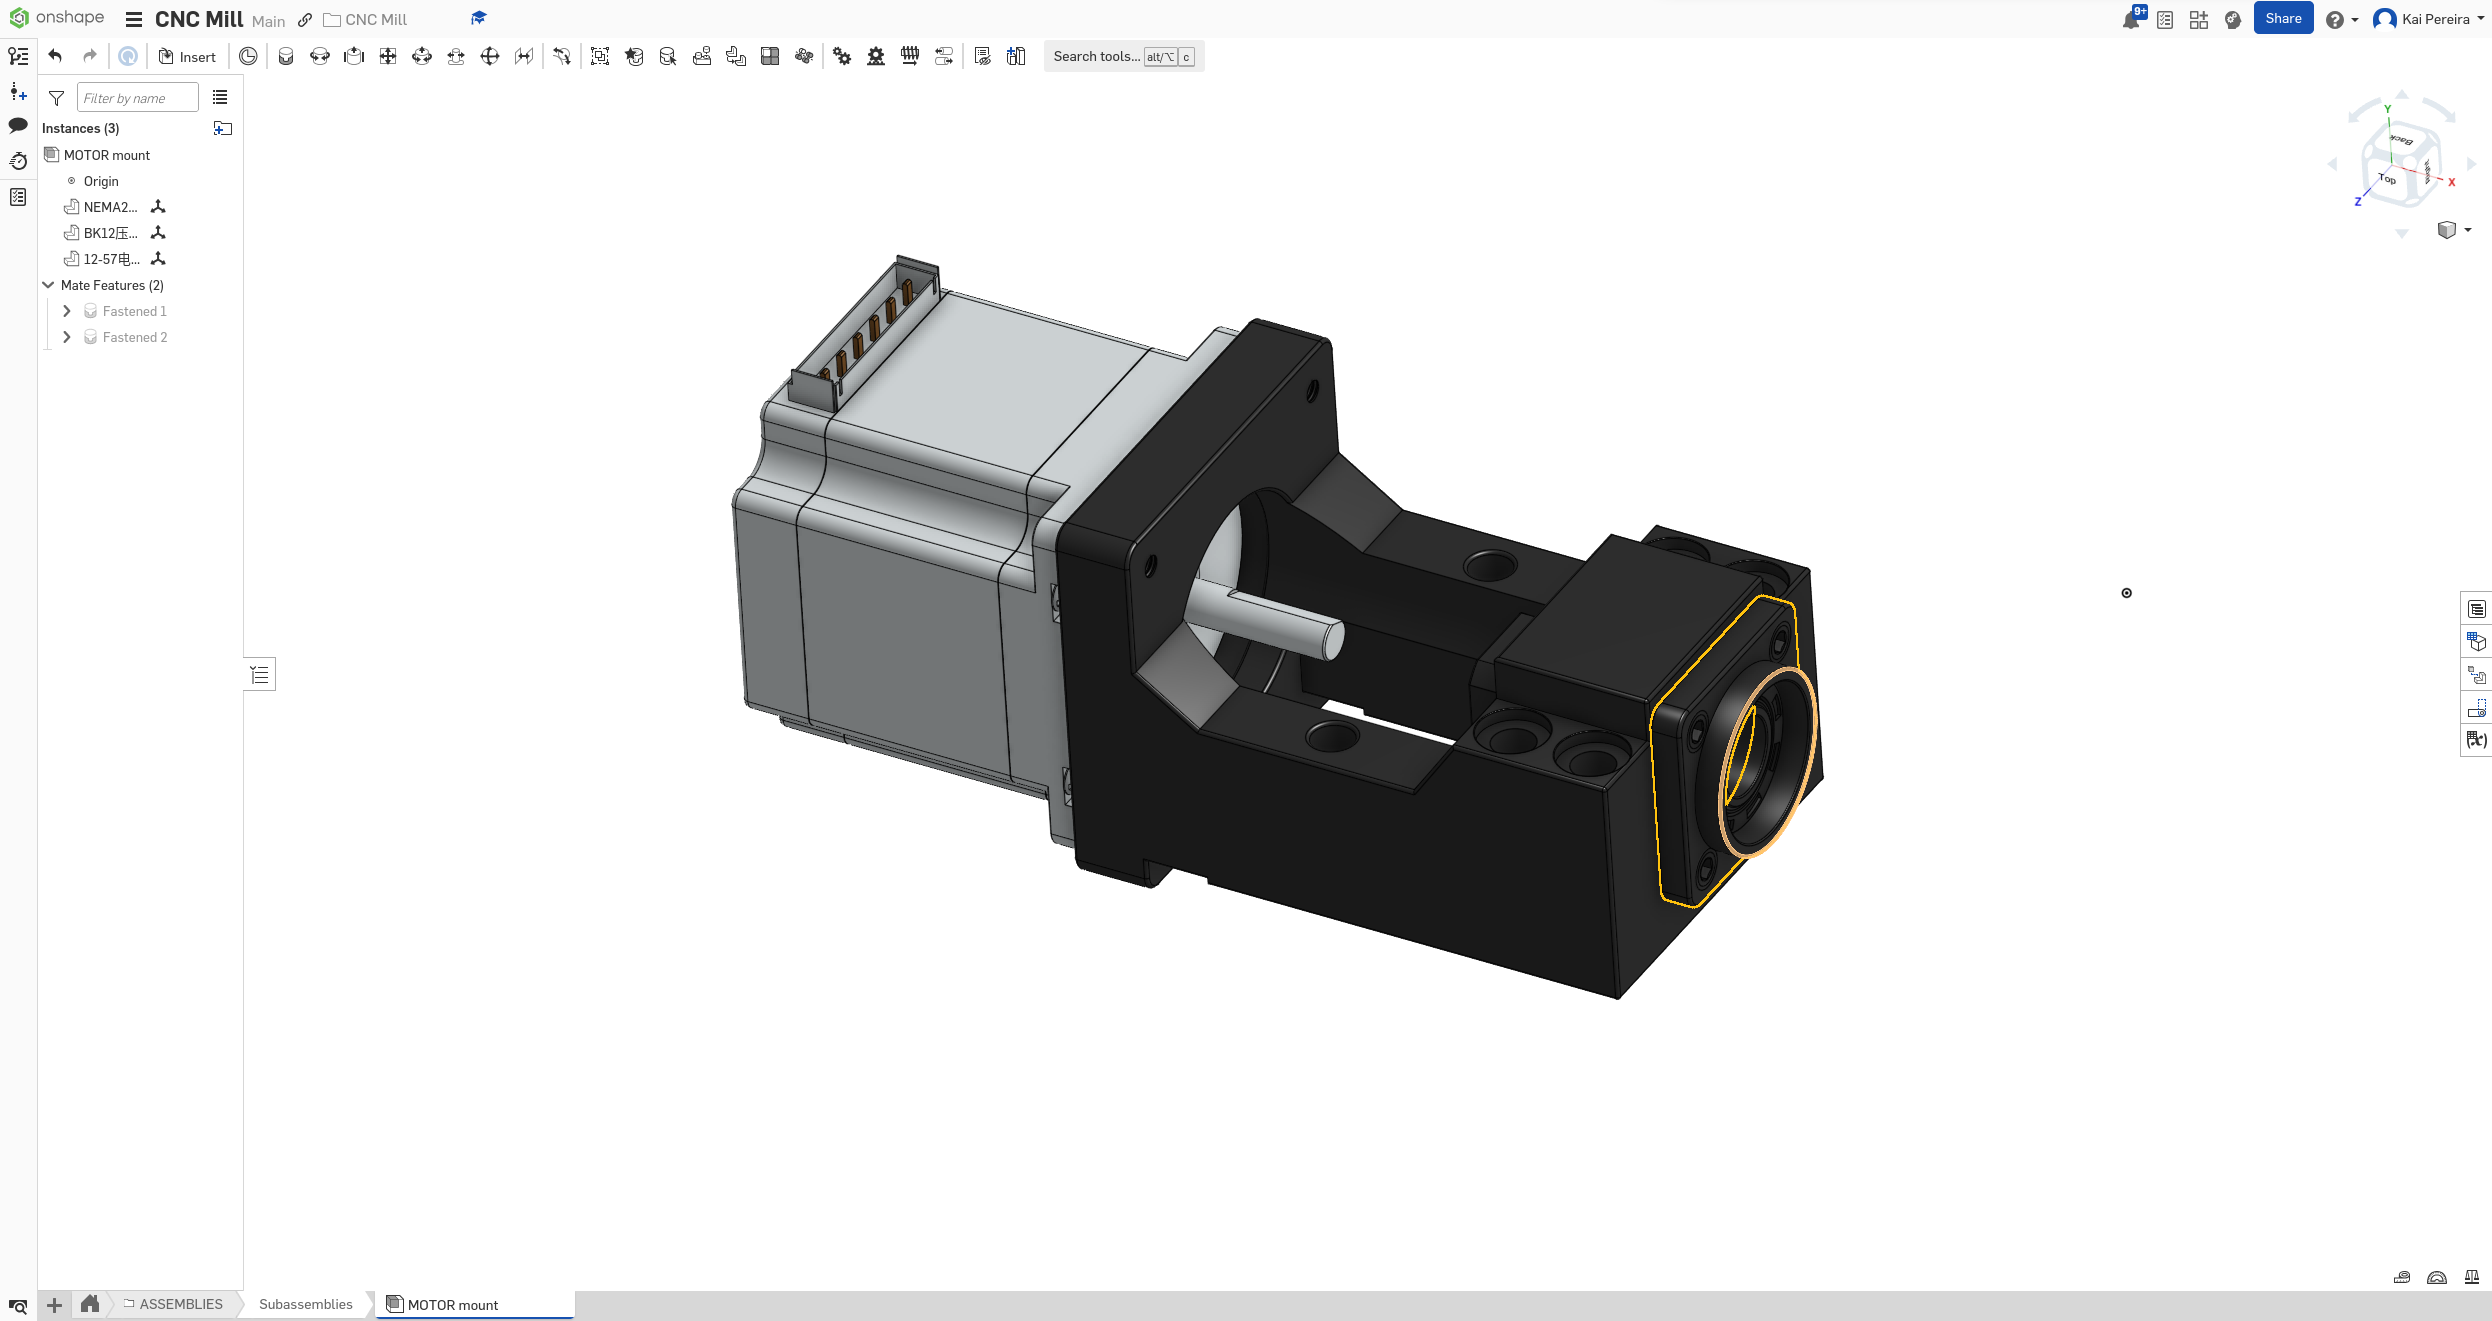 onshape
CNC Mill Main CNC Mill
9+
Share
Kai Pereira
Insert
Search tools... alt/⌥ c
Filter by name
Instances (3)
MOTOR mount
Origin
NEMA2...
BK12压...
12-57电...
Mate Features (2)
Fastened 1
Fastened 2
Y
Back
Top
X
Z
(x)
ASSEMBLIES
Subassemblies
MOTOR mount